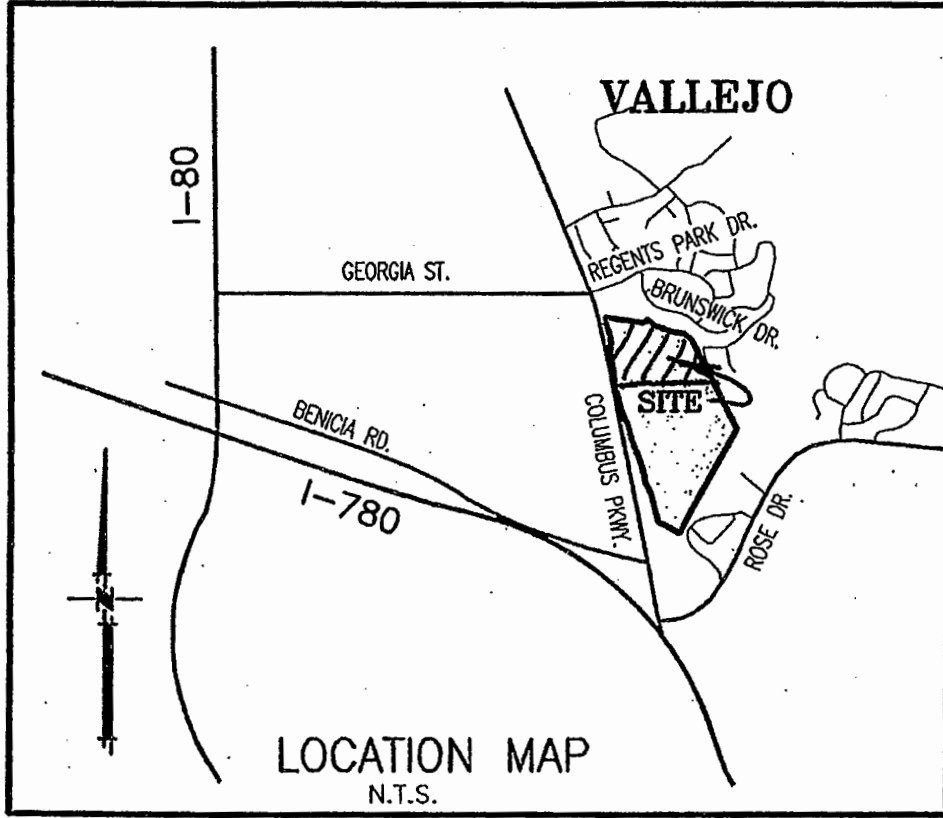 VALLEJO
I-80
REGENTS PARK DR.
GEORGIA ST.
BRUNSWICK DR.
SITE
COLUMBUS PKWY.
BENICIA RD.
I-780
ROSE DR.
N
LOCATION MAP
N.T.S.